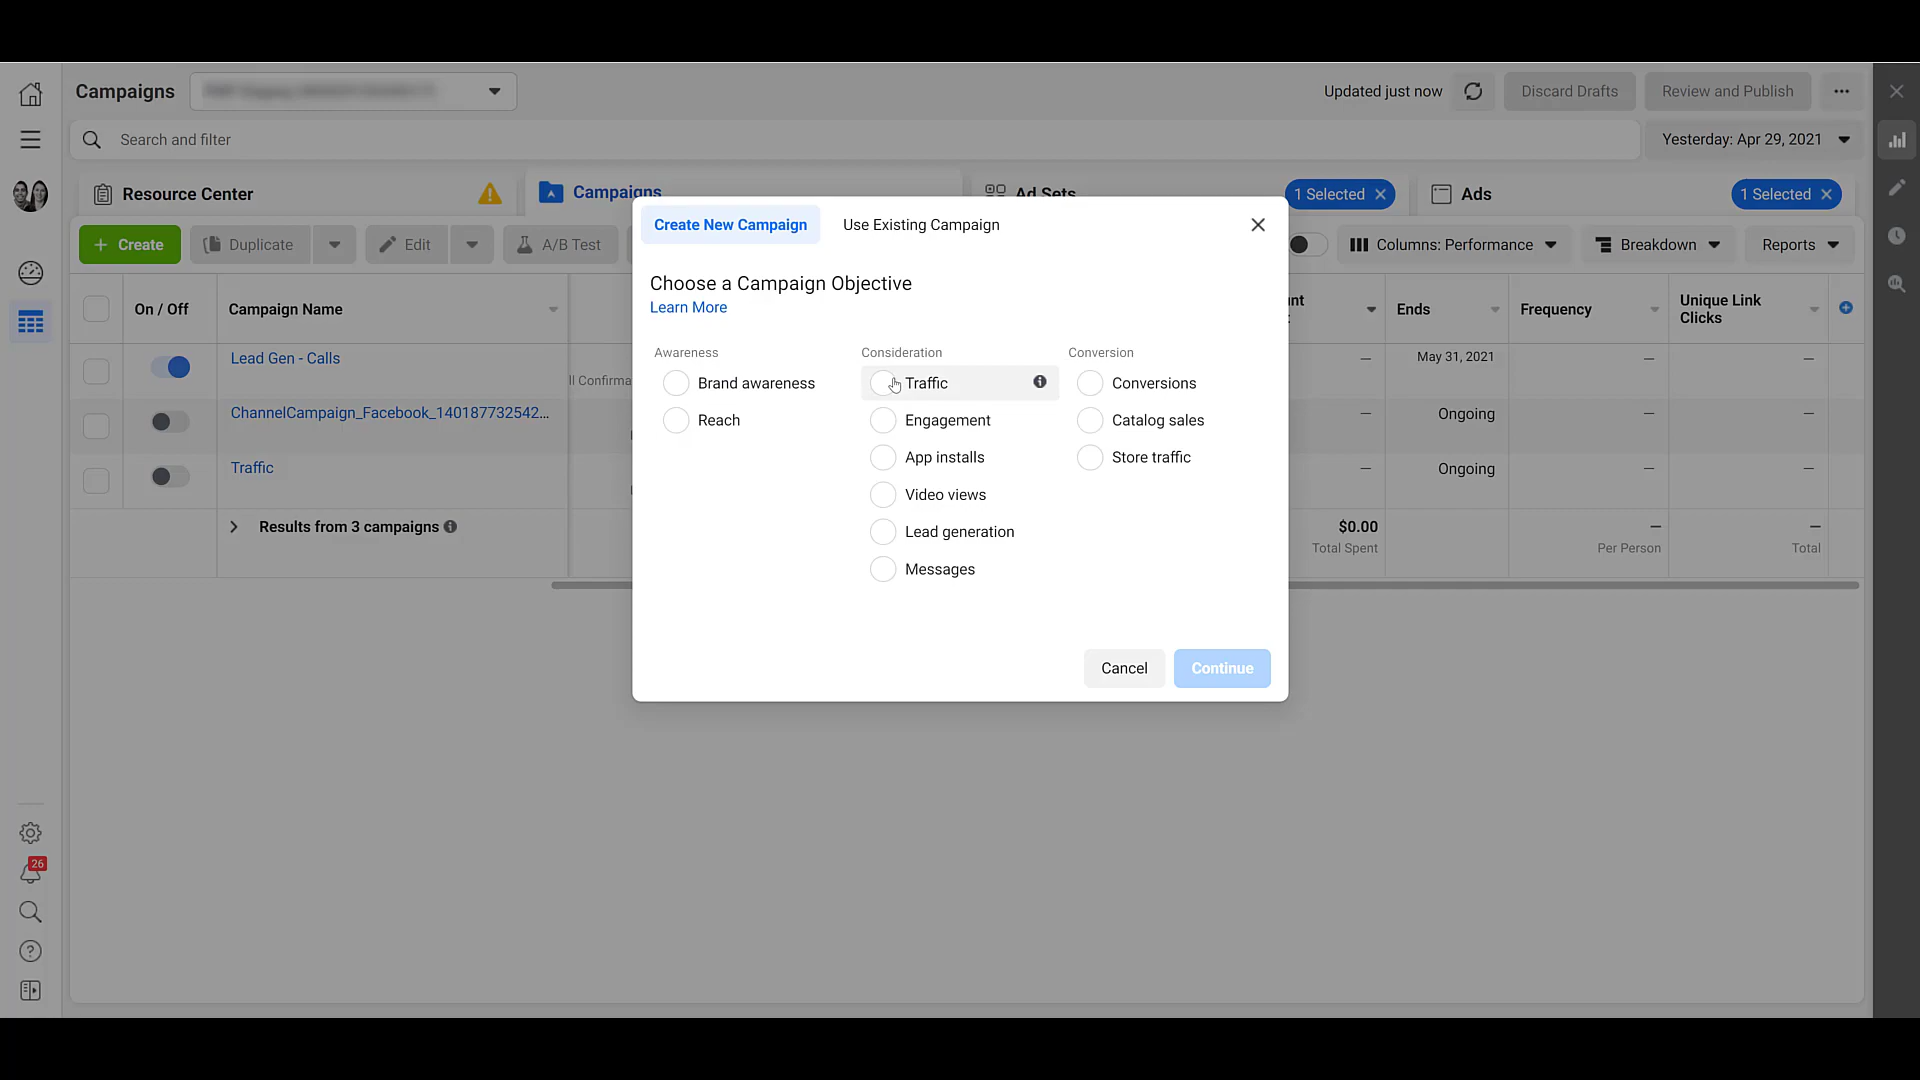 Campaigns
Updated just now
Discard Drafts
Review and Publish
Search and filter
Yesterday: Apr 29, 2021
Resource Center
Campaigns
Ad Sets
1 Selected
Ads
1 Selected
Create
Duplicate
Edit
A/B Test
Columns: Performance
Breakdown
Reports
Create New Campaign
Use Existing Campaign
Choose a Campaign Objective
Learn More
Awareness
Brand awareness
Reach
Consideration
Traffic
Engagement
App installs
Video views
Lead generation
Messages
Conversion
Conversions
Catalog sales
Store traffic
Cancel
Continue
On / Off
Campaign Name
Ends
Frequency
Unique Link
Clicks
Lead Gen - Calls
— May 31, 2021 — —
ChannelCampaign_Facebook_140187732542...
— Ongoing — —
Traffic
— Ongoing — —
Results from 3 campaigns
$0.00 — —
Total Spent Per Person Total
26